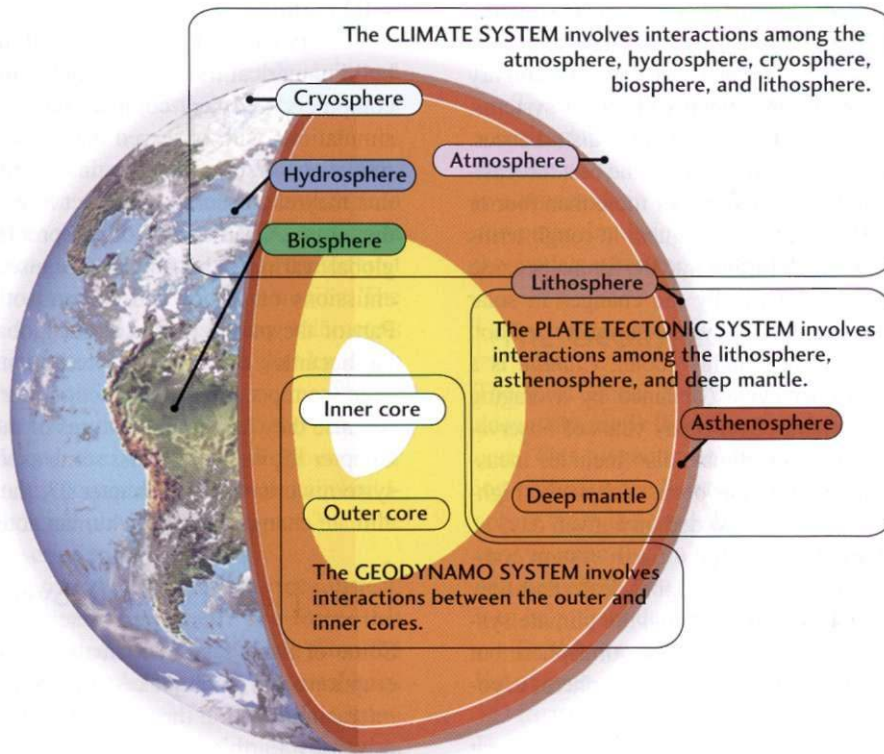 The CLIMATE SYSTEM involves interactions among the
atmosphere, hydrosphere, cryosphere,
biosphere, and lithosphere.
Cryosphere
Atmosphere
Hydrosphere
Biosphere
Lithosphere
The PLATE TECTONIC SYSTEM involves
interactions among the lithosphere,
asthenosphere, and deep mantle.
Inner core
Asthenosphere
Deep mantle
Outer core
The GEODYNAMO SYSTEM involves
interactions between the outer and
inner cores.